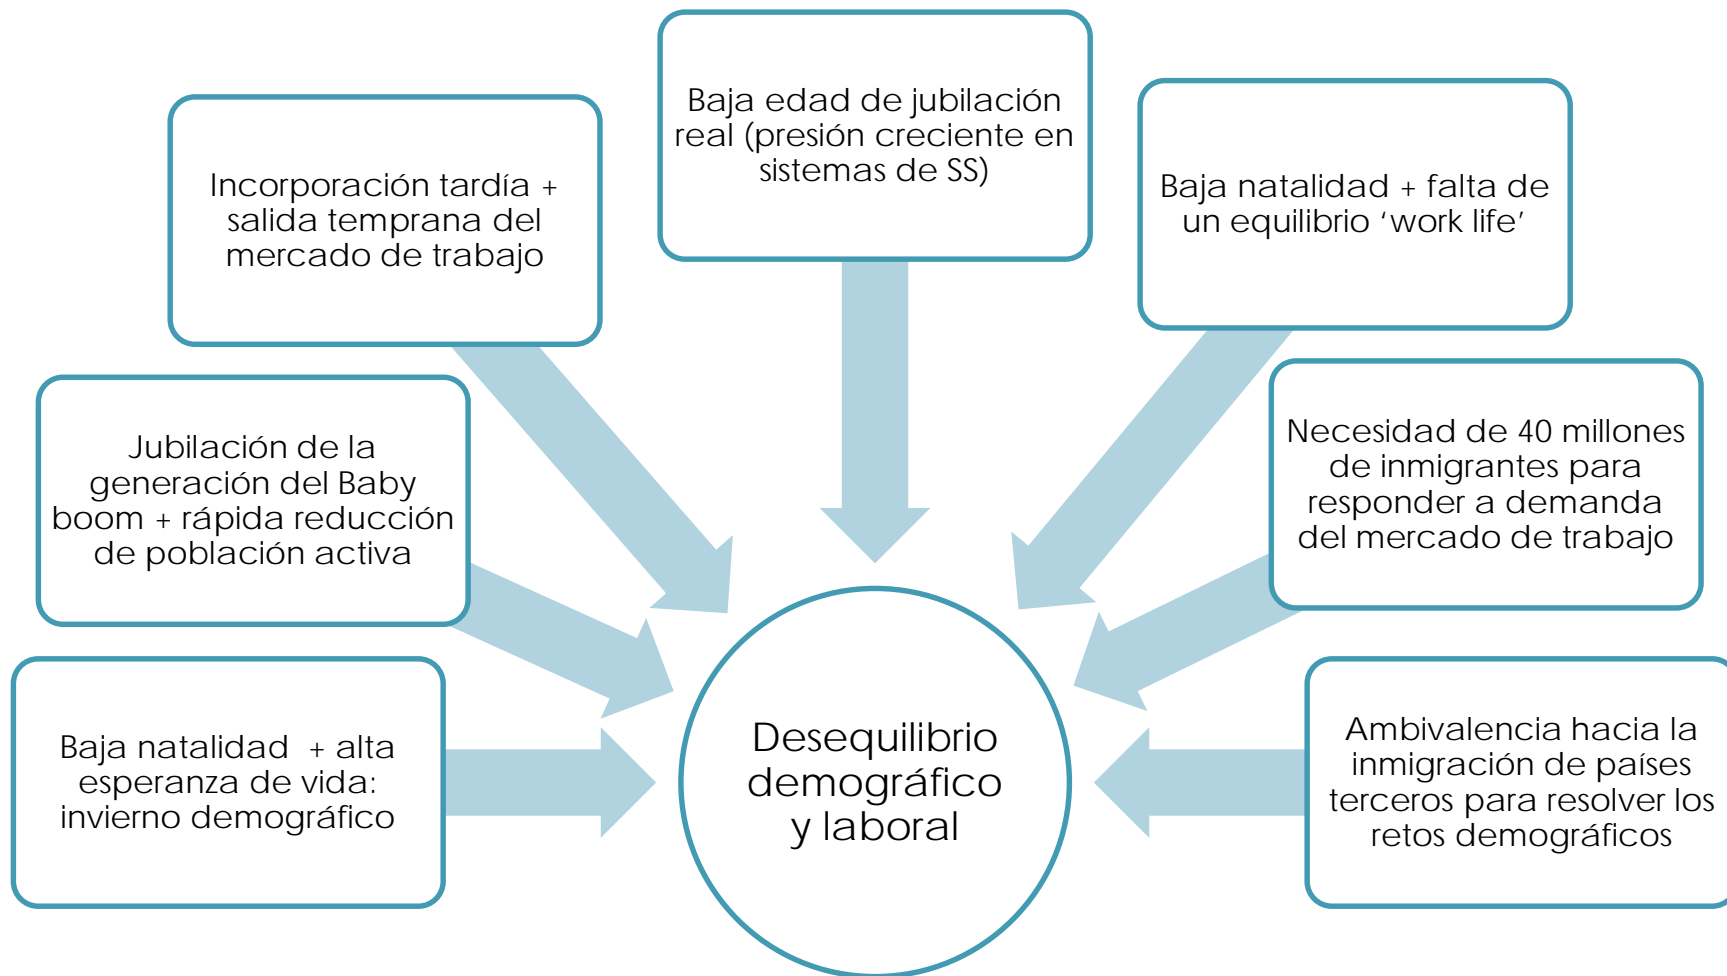 Baja natalidad + alta
esperanza de vida:
invierno demográfico
Jubilación de la
generación del Baby
boom + rápida reducción
de población activa
Incorporación tardía +
salida temprana del
mercado de trabajo
Baja edad de jubilación
real (presión creciente en
sistemas de SS)
Baja natalidad + falta de
un equilibrio ‘work life’
Necesidad de 40 millones
de inmigrantes para
responder a demanda
del mercado de trabajo
Ambivalencia hacia la
inmigración de países
terceros para resolver los
retos demográficos
Desequilibrio
demográfico
y laboral